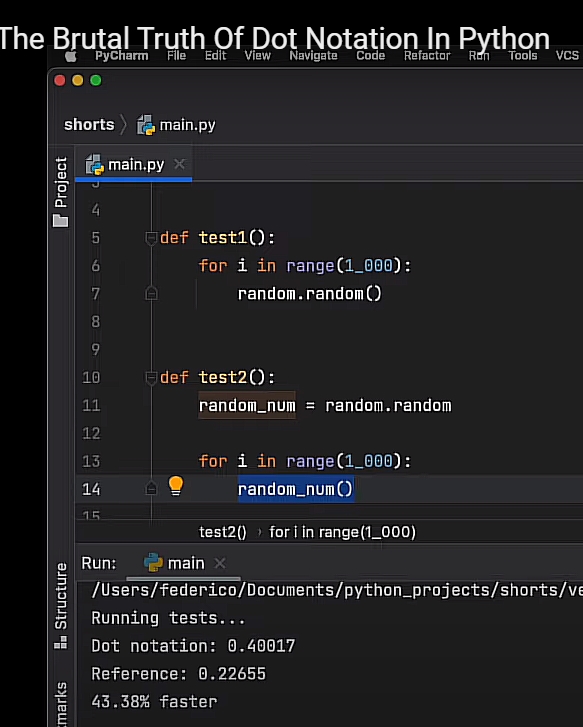 The Brutal Truth Of Dot Notation In Python
PyCharm File Edit View Navigate Code Refactor Run Tools VCS
shorts main.py
main.py
Project
3
4
5 def test1():
6 for i in range(1_000):
7 random.random()
8
9
10 def test2():
11 random_num = random.random
12
13 for i in range(1_000):
14 random_num()
15
test2() › for i in range(1_000)
Run: main
/Users/federico/Documents/python_projects/shorts/ve
Running tests...
Dot notation: 0.40017
Reference: 0.22655
43.38% faster
Structure
marks